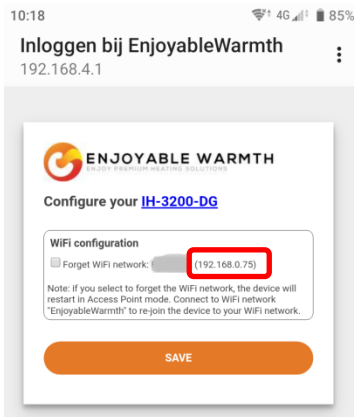 10:18 4G 85%
Inloggen bij EnjoyableWarmth
192.168.4.1
ENJOYABLE WARMTH
ENJOY PREMIUM HEATING SOLUTIONS
Configure your IH-3200-DG
WiFi configuration
Forget WiFi network: (192.168.0.75)
Note: if you select to forget the WiFi network, the device will
restart in Access Point mode. Connect to WiFi network
"EnjoyableWarmth" to re-join the device to your WiFi network.
SAVE